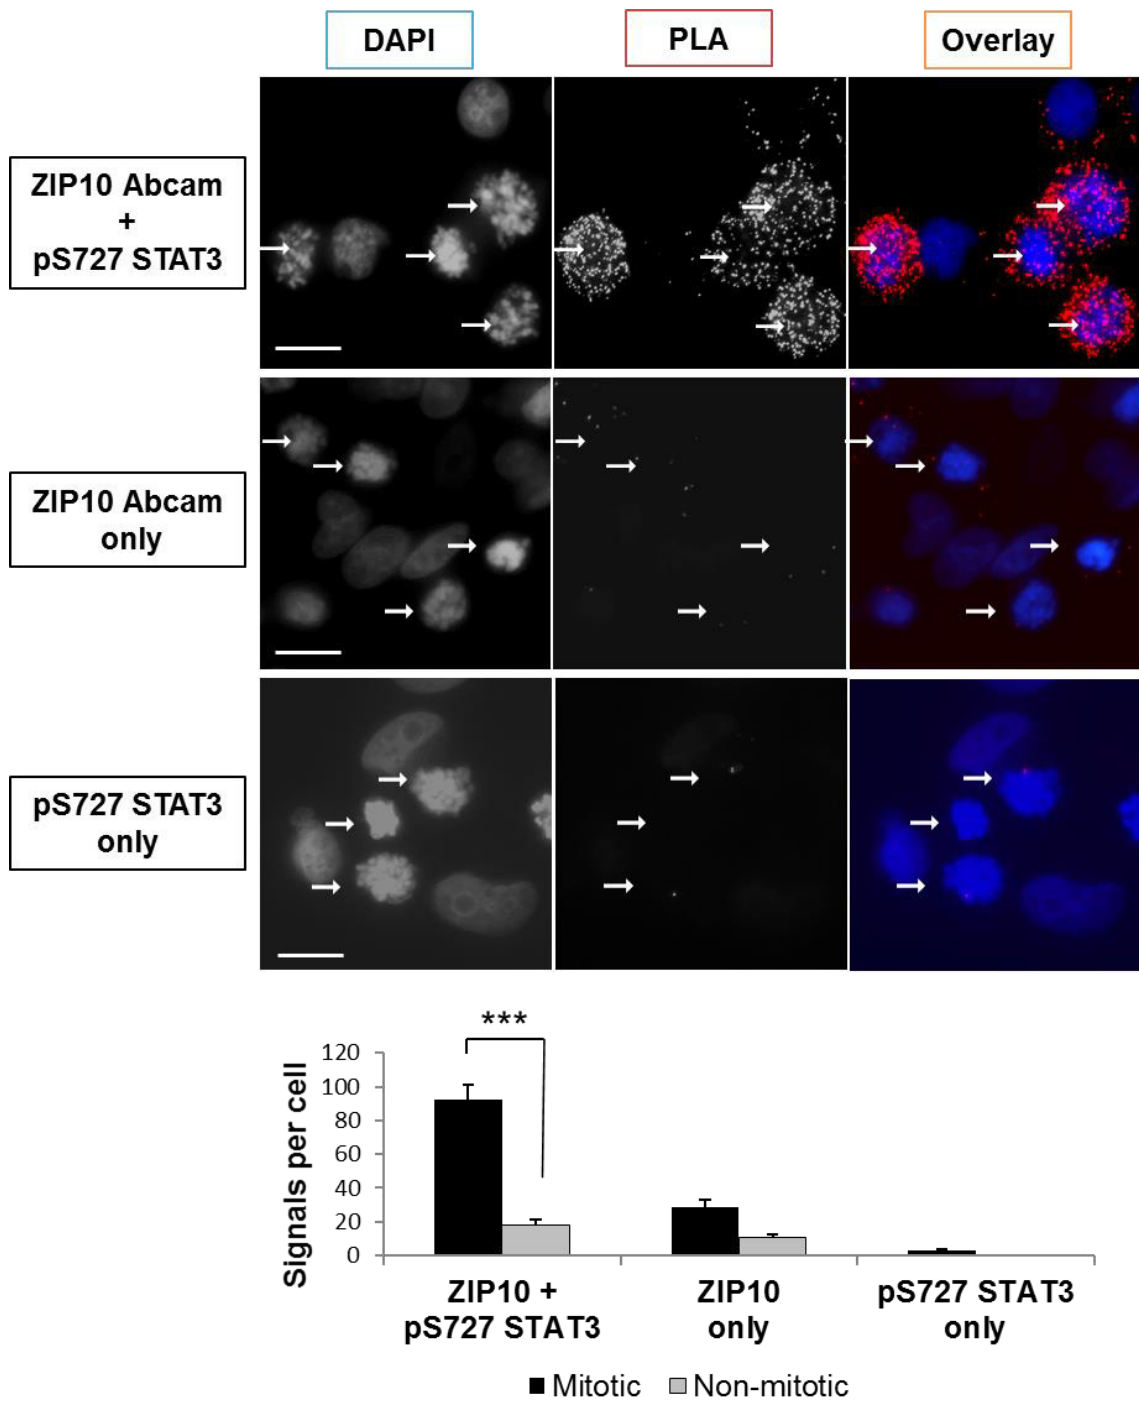 DAPI
PLA
Overlay
ZIP10 Abcam
+
pS727 STAT3
ZIP10 Abcam
only
pS727 STAT3
only
***
Signals per cell
120
100
80
60
40
20
0
ZIP10 +
pS727 STAT3
ZIP10
only
pS727 STAT3
only
Mitotic
Non-mitotic